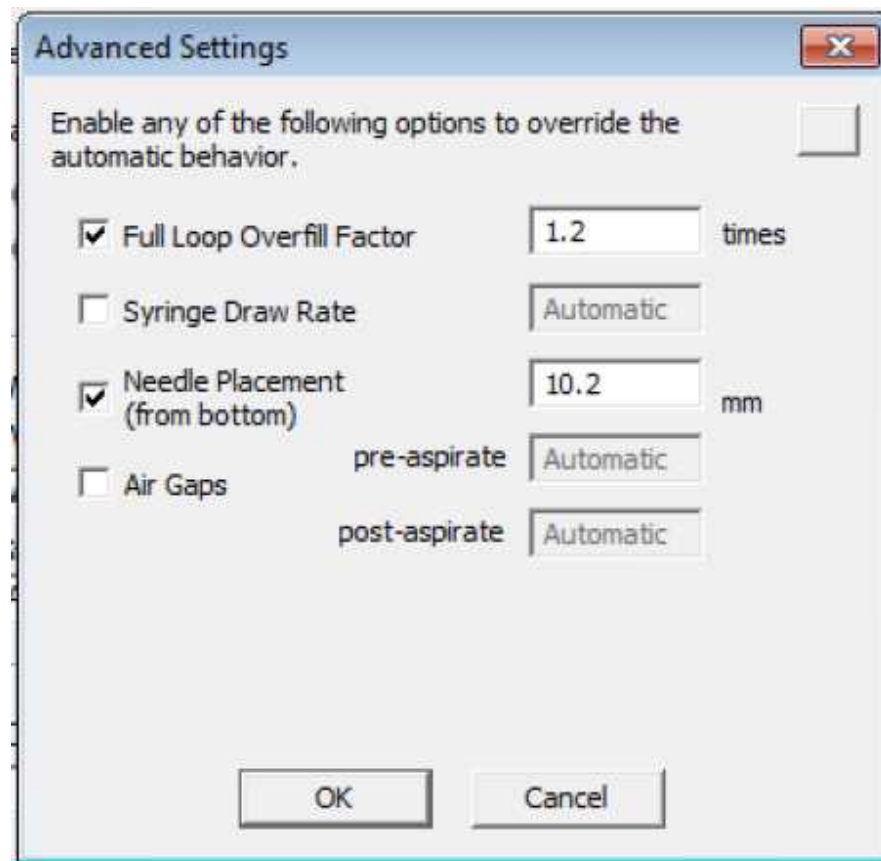 Advanced Settings
Enable any of the following options to override the
automatic behavior.
Full Loop Overfill Factor 1.2 times
Syringe Draw Rate Automatic
Needle Placement
(from bottom) 10.2 mm
Air Gaps pre-aspirate Automatic
post-aspirate Automatic
OK Cancel